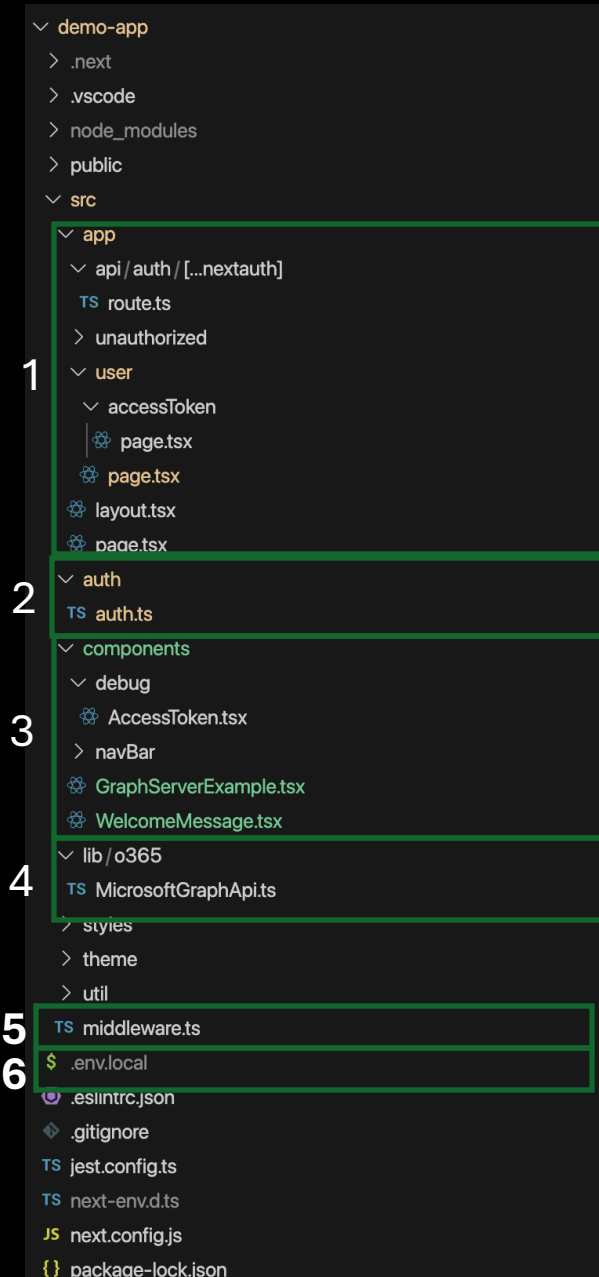 demo-app
.next
.vscode
node_modules
public
src
app
api/auth/[...nextauth]
TS route.ts
unauthorized
1
user
accessToken
page.tsx
page.tsx
layout.tsx
page.tsx
2
auth
TS auth.ts
components
debug
AccessToken.tsx
3
navBar
GraphServerExample.tsx
WelcomeMessage.tsx
lib/o365
4
TS MicrosoftGraphApi.ts
styles
theme
util
5 TS middleware.ts
6 $ .env.local
.eslintrc.json
.gitignore
TS jest.config.ts
TS next-env.d.ts
JS next.config.js
{} package-lock.json